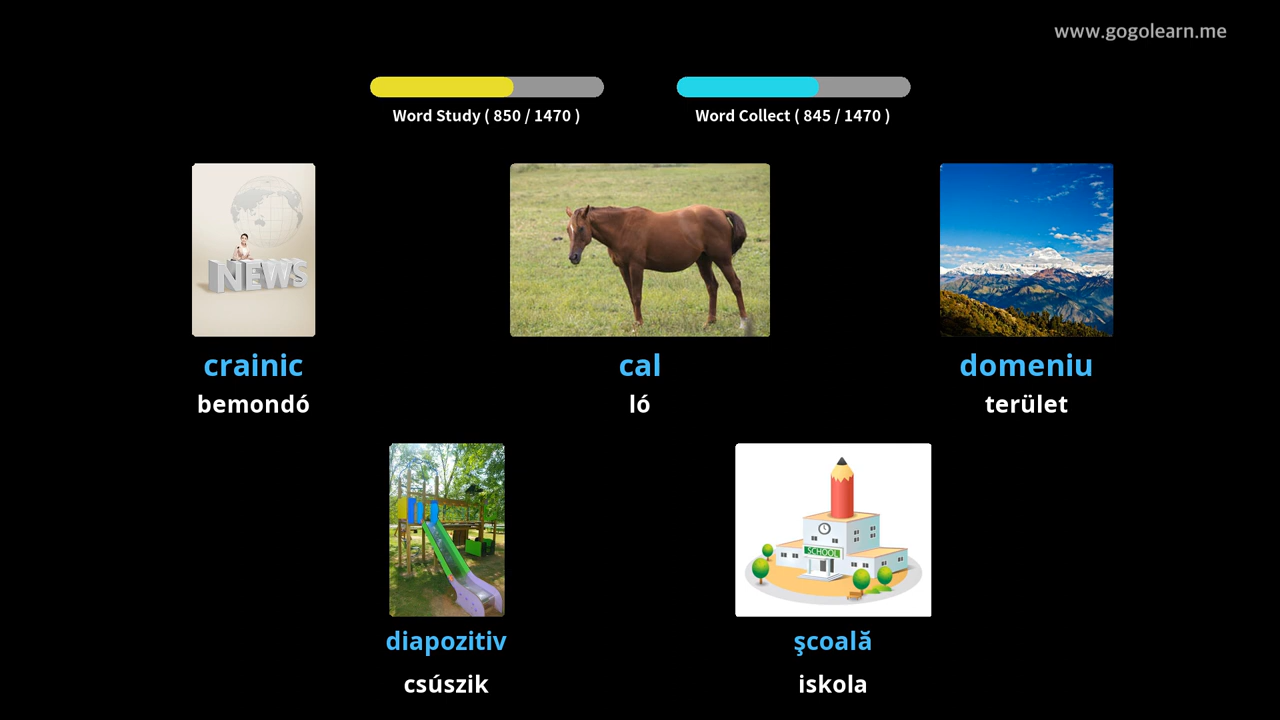 www.gogolearn.me
Word Study ( 850 / 1470 )
Word Collect ( 845 / 1470 )
NEWS
crainic
cal
domeniu
bemondó
ló
terület
SCHOOL
diapozitiv
şcoală
csúszik
iskola